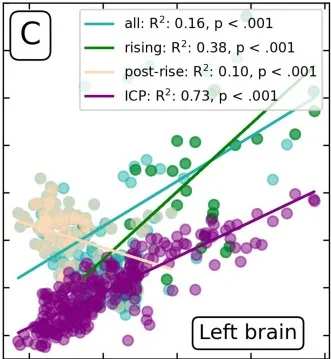 C
all: R²: 0.16, p < .001
rising: R²: 0.38, p < .001
post-rise: R²: 0.10, p < .001
ICP: R²: 0.73, p < .001
Left brain